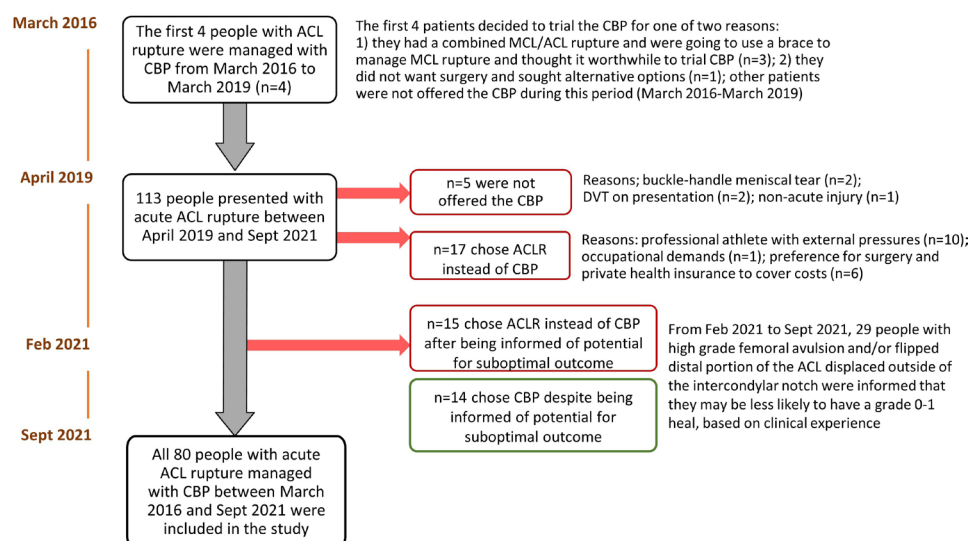 March 2016
The first 4 people with ACL
rupture were managed with
CBP from March 2016 to
March 2019 (n=4)
The first 4 patients decided to trial the CBP for one of two reasons:
1) they had a combined MCL/ACL rupture and were going to use a brace to
manage MCL rupture and thought it worthwhile to trial CBP (n=3); 2) they
did not want surgery and sought alternative options (n=1); other patients
were not offered the CBP during this period (March 2016-March 2019)
April 2019
113 people presented with
acute ACL rupture between
April 2019 and Sept 2021
n=5 were not
offered the CBP
Reasons; buckle-handle meniscal tear (n=2);
DVT on presentation (n=2); non-acute injury (n=1)
n=17 chose ACLR
instead of CBP
Reasons: professional athlete with external pressures (n=10);
occupational demands (n=1); preference for surgery and
private health insurance to cover costs (n=6)
Feb 2021
n=15 chose ACLR instead of CBP
after being informed of potential
for suboptimal outcome
n=14 chose CBP despite being
informed of potential for
suboptimal outcome
From Feb 2021 to Sept 2021, 29 people with
high grade femoral avulsion and/or flipped
distal portion of the ACL displaced outside of
the intercondylar notch were informed that
they may be less likely to have a grade 0-1
heal, based on clinical experience
Sept 2021
All 80 people with acute
ACL rupture managed
with CBP between March
2016 and Sept 2021 were
included in the study